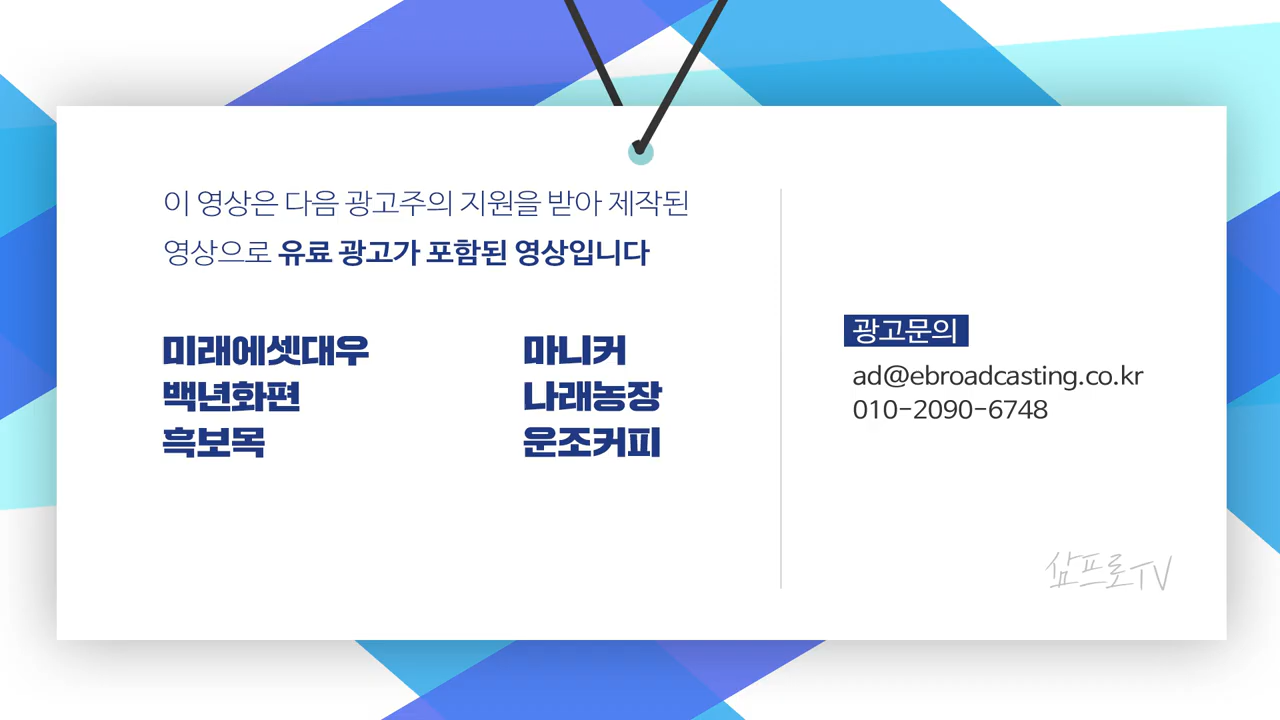 이 영상은 다음 광고주의 지원을 받아 제작된
영상으로 유료 광고가 포함된 영상입니다
미래에셋대우
백년화편
흑보목
마니커
나래농장
운조커피
광고문의
ad@ebroadcasting.co.kr
010-2090-6748
삼프로TV